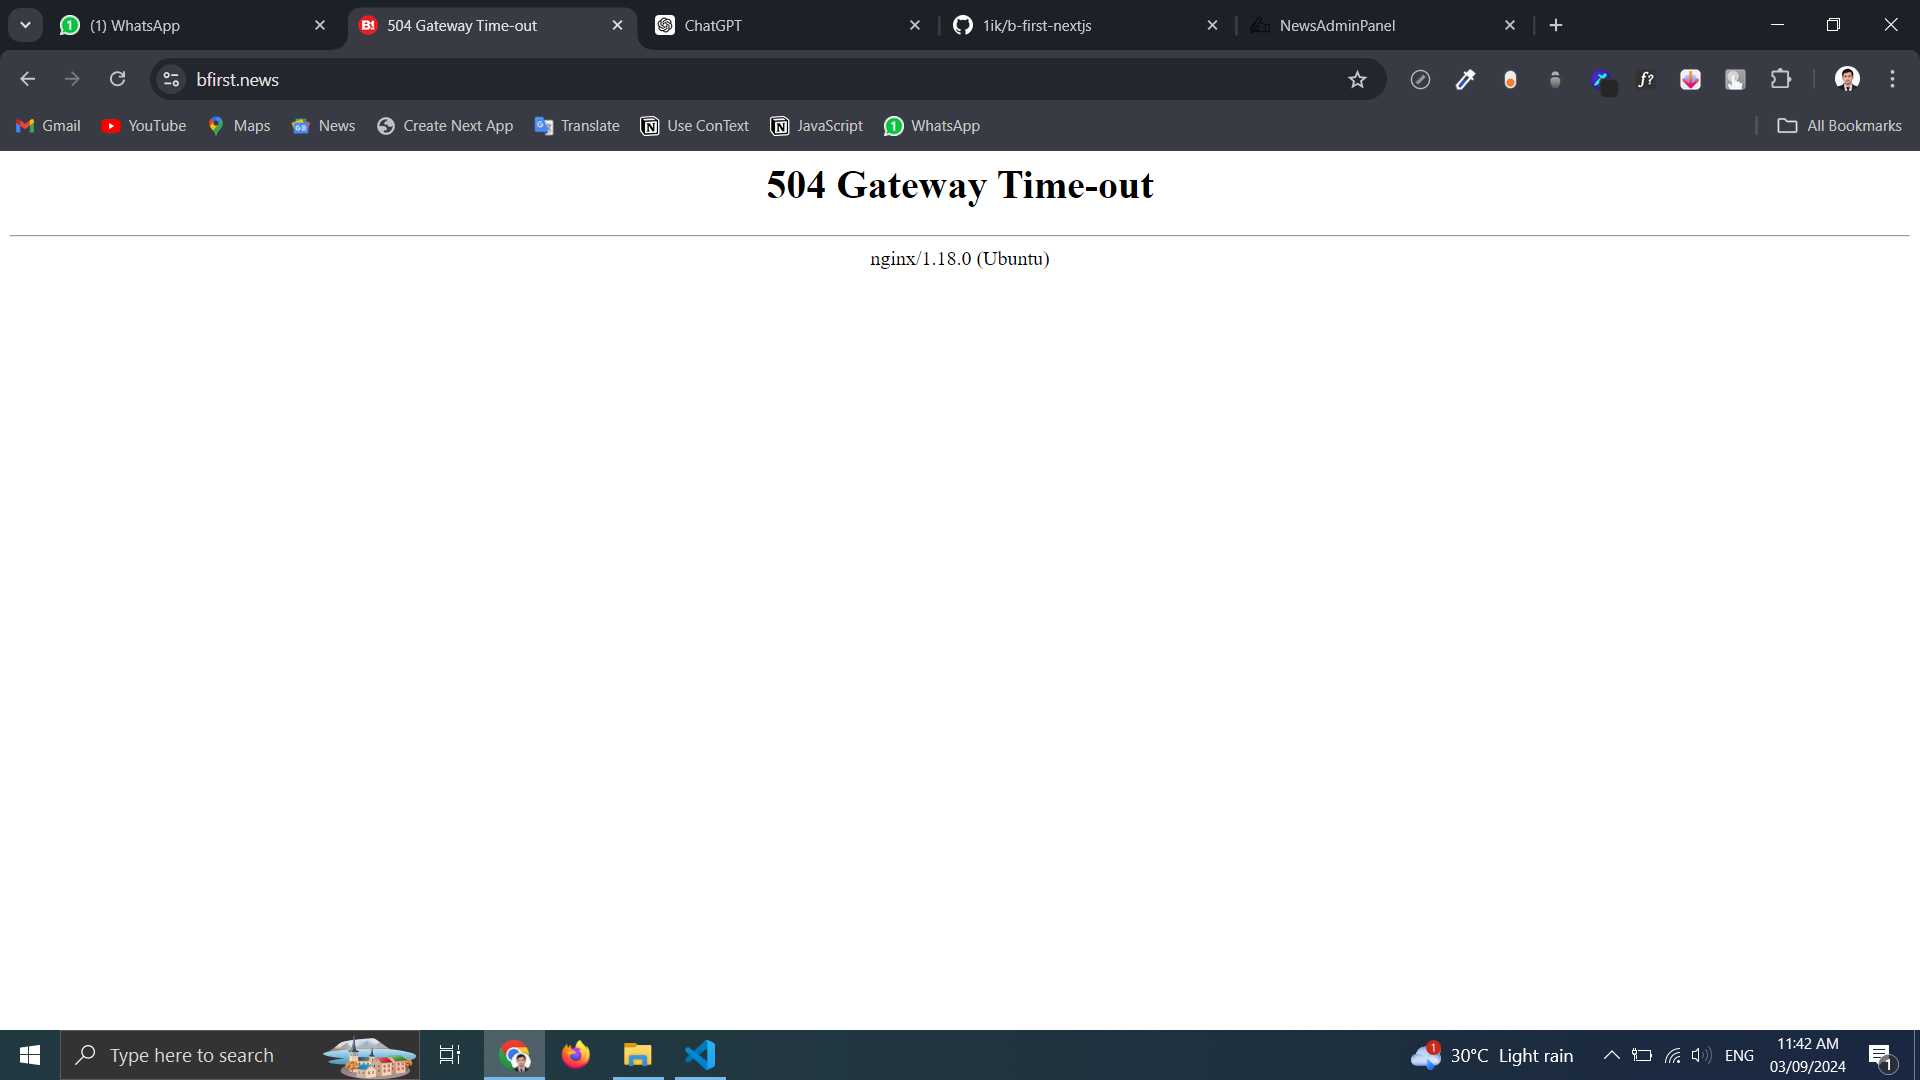 (1) WhatsApp
504 Gateway Time-out
ChatGPT
1ik/b-first-nextjs
NewsAdminPanel
bfirst.news
Gmail
YouTube
Maps
News
Create Next App
Translate
Use ConText
JavaScript
WhatsApp
All Bookmarks
504 Gateway Time-out
nginx/1.18.0 (Ubuntu)
Type here to search
1
30°C Light rain
ENG
11:42 AM
03/09/2024
1